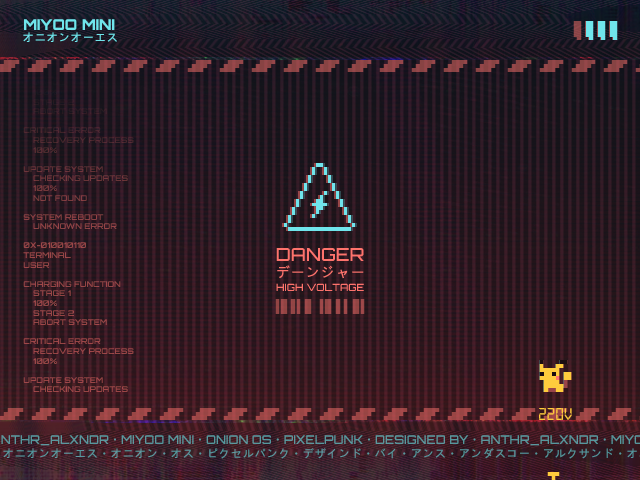 MIYOO MINI
オニオンオーエス
CRITICAL ERROR
RECOVERY PROCESS
100%
UPDATE SYSTEM
CHECKING UPDATES
100%
NOT FOUND
SYSTEM REBOOT
UNKNOWN ERROR
0X-010010110
TERMINAL
USER
CHARGING FUNCTION
STAGE 1
100%
STAGE 2
ABORT SYSTEM
CRITICAL ERROR
RECOVERY PROCESS
100%
UPDATE SYSTEM
CHECKING UPDATES
DANGER
デーンジャー
HIGH VOLTAGE
220V
NTHR_ALXNDR · MIYOO MINI · ONION OS · PIXELPUNK · DESIGNED BY · ANTHR_ALXNDR · MIYO
オニオンオーエス・オニオン・オス・ピクセルパンク・デザインド・バイ・アンス・アンダスコー・アルクサンド・オ